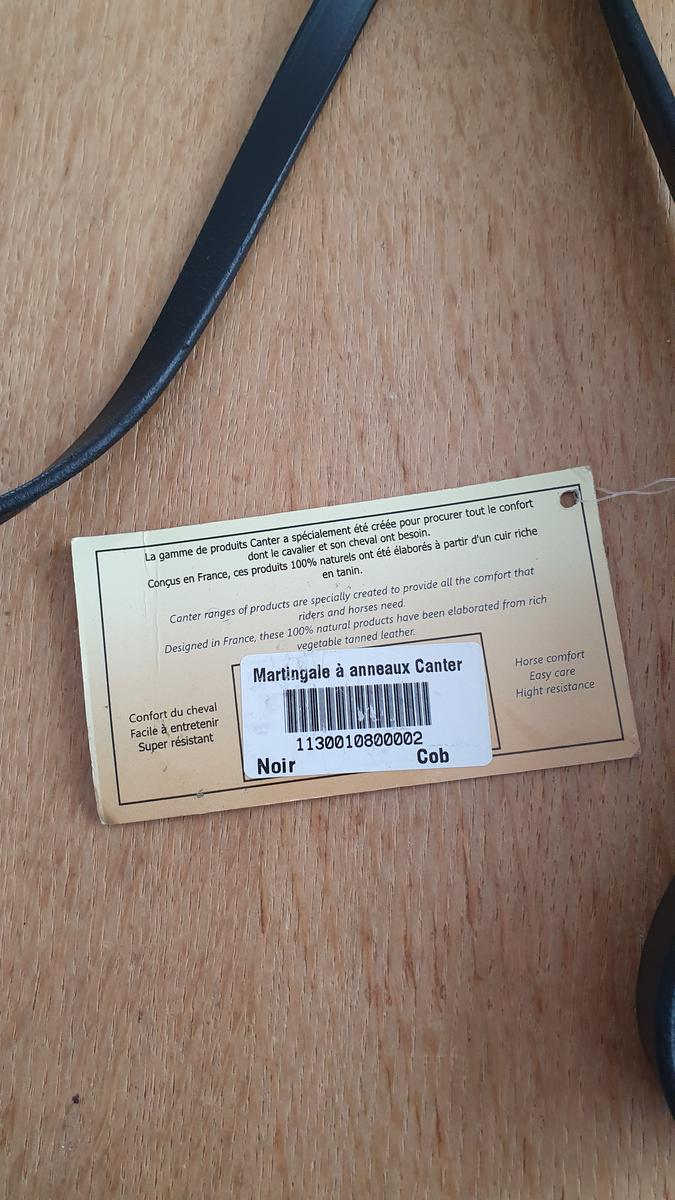 La gamme de produits Canter a spécialement été créée pour procurer tout le confort
dont le cavalier et son cheval ont besoin.
Conçus en France, ces produits 100% naturels ont été élaborés à partir d'un cuir riche
en tanin.
Canter ranges of products are specially created to provide all the comfort that
riders and horses need.
Designed in France, these 100% natural products have been elaborated from rich
vegetable tanned leather.
Confort du cheval
Facile à entretenir
Super résistant
Martingale à anneaux Canter
1130010800002
Noir Cob
Horse comfort
Easy care
Hight resistance